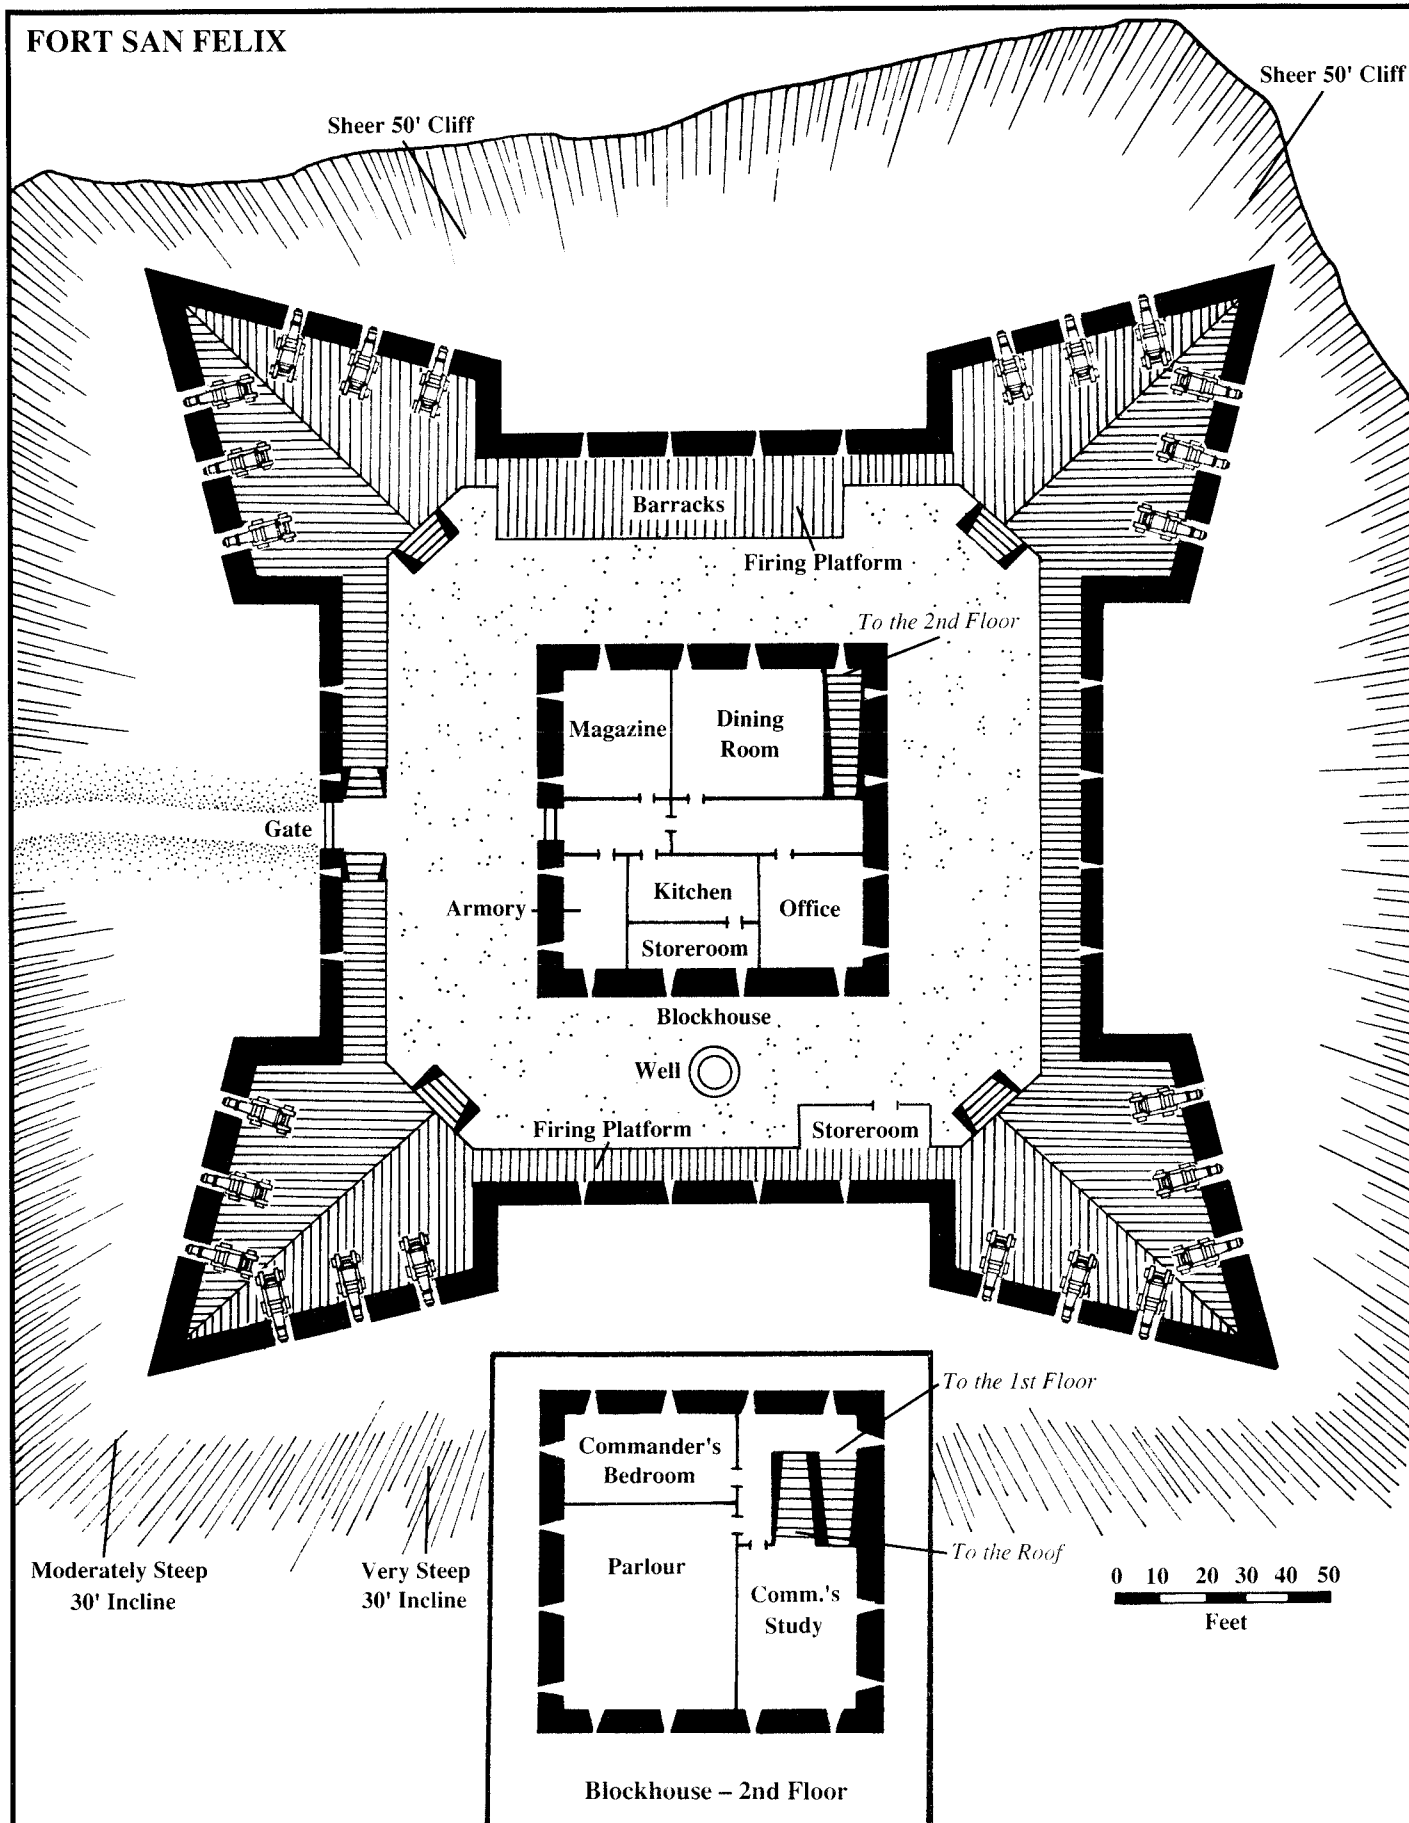 FORT SAN FELIX
Sheer 50' Cliff
Sheer 50' Cliff
Barracks
Firing Platform
To the 2nd Floor
Magazine
Dining
Room
Gate
Kitchen
Armory
Office
Storeroom
Blockhouse
Well
Firing Platform
Storeroom
To the 1st Floor
Commander's
Bedroom
To the Roof
Parlour
Comm.'s
Study
Moderately Steep
30' Incline
Very Steep
30' Incline
0 10 20 30 40 50
Feet
Blockhouse – 2nd Floor